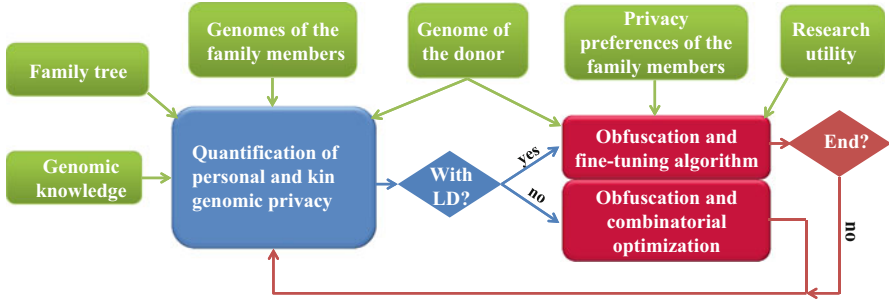 Genomes of the
family members
Genome of
the donor
Privacy
preferences of the
family members
Research
utility
Family tree
Genomic
knowledge
Quantification of
personal and kin
genomic privacy
With
LD?
yes
no
Obfuscation and
fine-tuning algorithm
Obfuscation and
combinatorial
optimization
End?
no